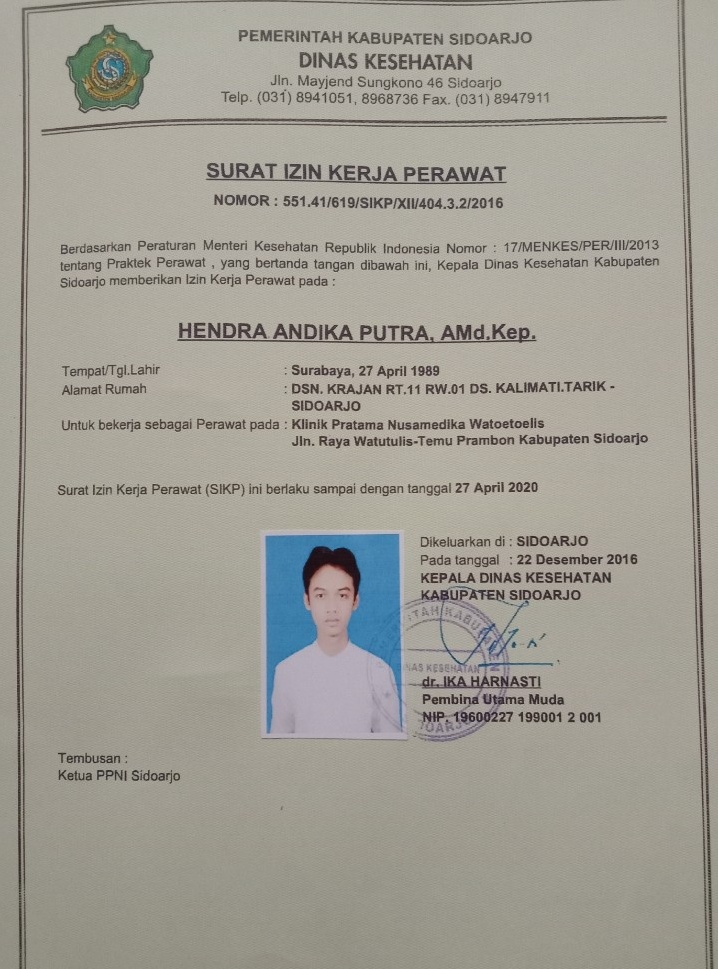 PEMERINTAH KABUPATEN SIDOARJO
DINAS KESEHATAN
Jln. Mayjend Sungkono 46 Sidoarjo
Telp. (031) 8941051, 8968736 Fax. (031) 8947911
SURAT IZIN KERJA PERAWAT
NOMOR : 551.41/619/SIKP/XII/404.3.2/2016
Berdasarkan Peraturan Menteri Kesehatan Republik Indonesia Nomor : 17/MENKES/PER/III/2013
tentang Praktek Perawat , yang bertanda tangan dibawah ini, Kepala Dinas Kesehatan Kabupaten
Sidoarjo memberikan Izin Kerja Perawat pada :
HENDRA ANDIKA PUTRA, AMd.Kep.
Tempat/Tgl.Lahir : Surabaya, 27 April 1989
Alamat Rumah : DSN. KRAJAN RT.11 RW.01 DS. KALIMATI.TARIK -
SIDOARJO
Untuk bekerja sebagai Perawat pada : Klinik Pratama Nusamedika Watoetoelis
Jln. Raya Watutulis-Temu Prambon Kabupaten Sidoarjo
Surat Izin Kerja Perawat (SIKP) ini berlaku sampai dengan tanggal 27 April 2020
Dikeluarkan di : SIDOARJO
Pada tanggal : 22 Desember 2016
KEPALA DINAS KESEHATAN
KABUPATEN SIDOARJO
DINAS KESEHATAN
dr. IKA HARNASTI
Pembina Utama Muda
NIP. 19600227 199001 2 001
Tembusan :
Ketua PPNI Sidoarjo